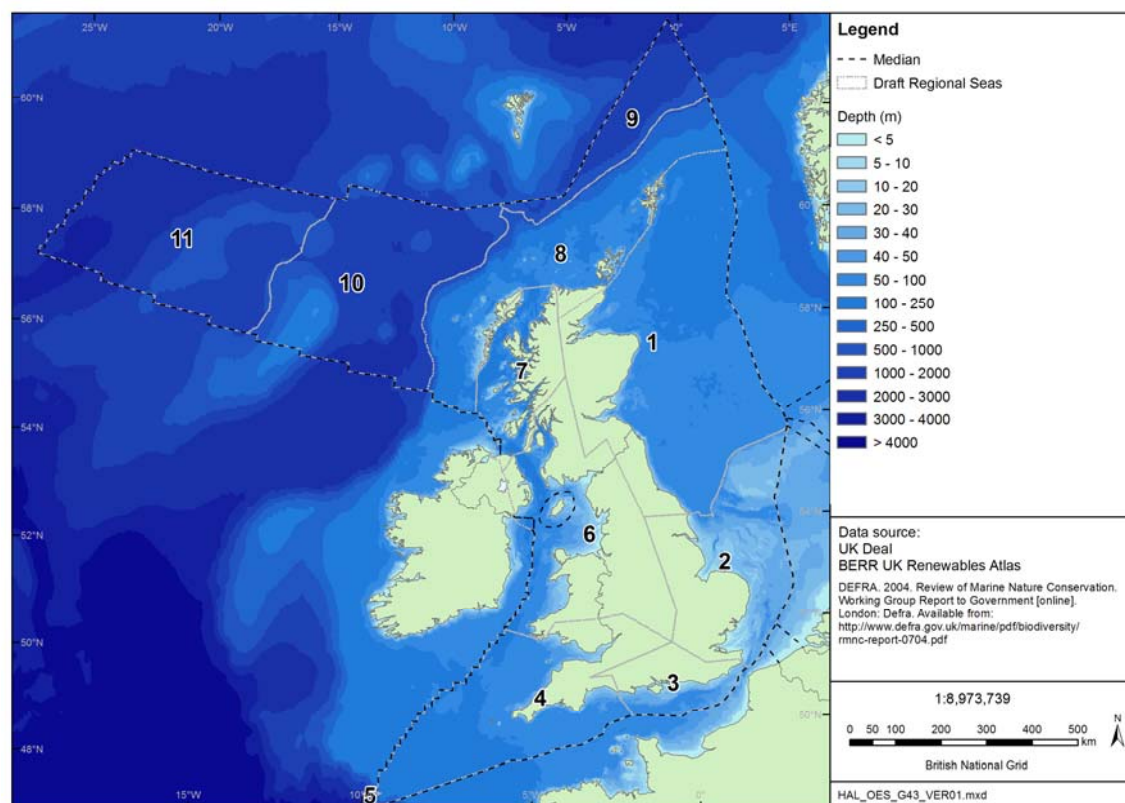 25°W
20°W
15°W
10°W
5°W
0°
5°E
60°N
58°N
56°N
54°N
52°N
50°N
48°N
60°N
58°N
56°N
54°N
50°N
15°W
10°
5°W
0°
1
2
3
4
5
6
7
8
9
10
11
Legend
Median
Draft Regional Seas
Depth (m)
< 5
5 - 10
10 - 20
20 - 30
30 - 40
40 - 50
50 - 100
100 - 250
250 - 500
500 - 1000
1000 - 2000
2000 - 3000
3000 - 4000
> 4000
Data source:
UK Deal
BERR UK Renewables Atlas
DEFRA. 2004. Review of Marine Nature Conservation.
Working Group Report to Government [online].
London: Defra. Available from:
http://www.defra.gov.uk/marine/pdf/biodiversity/
rmnc-report-0704.pdf
1:8,973,739
0 50 100 200 300 400 500
km
N
British National Grid
HAL_OES_G43_VER01.mxd